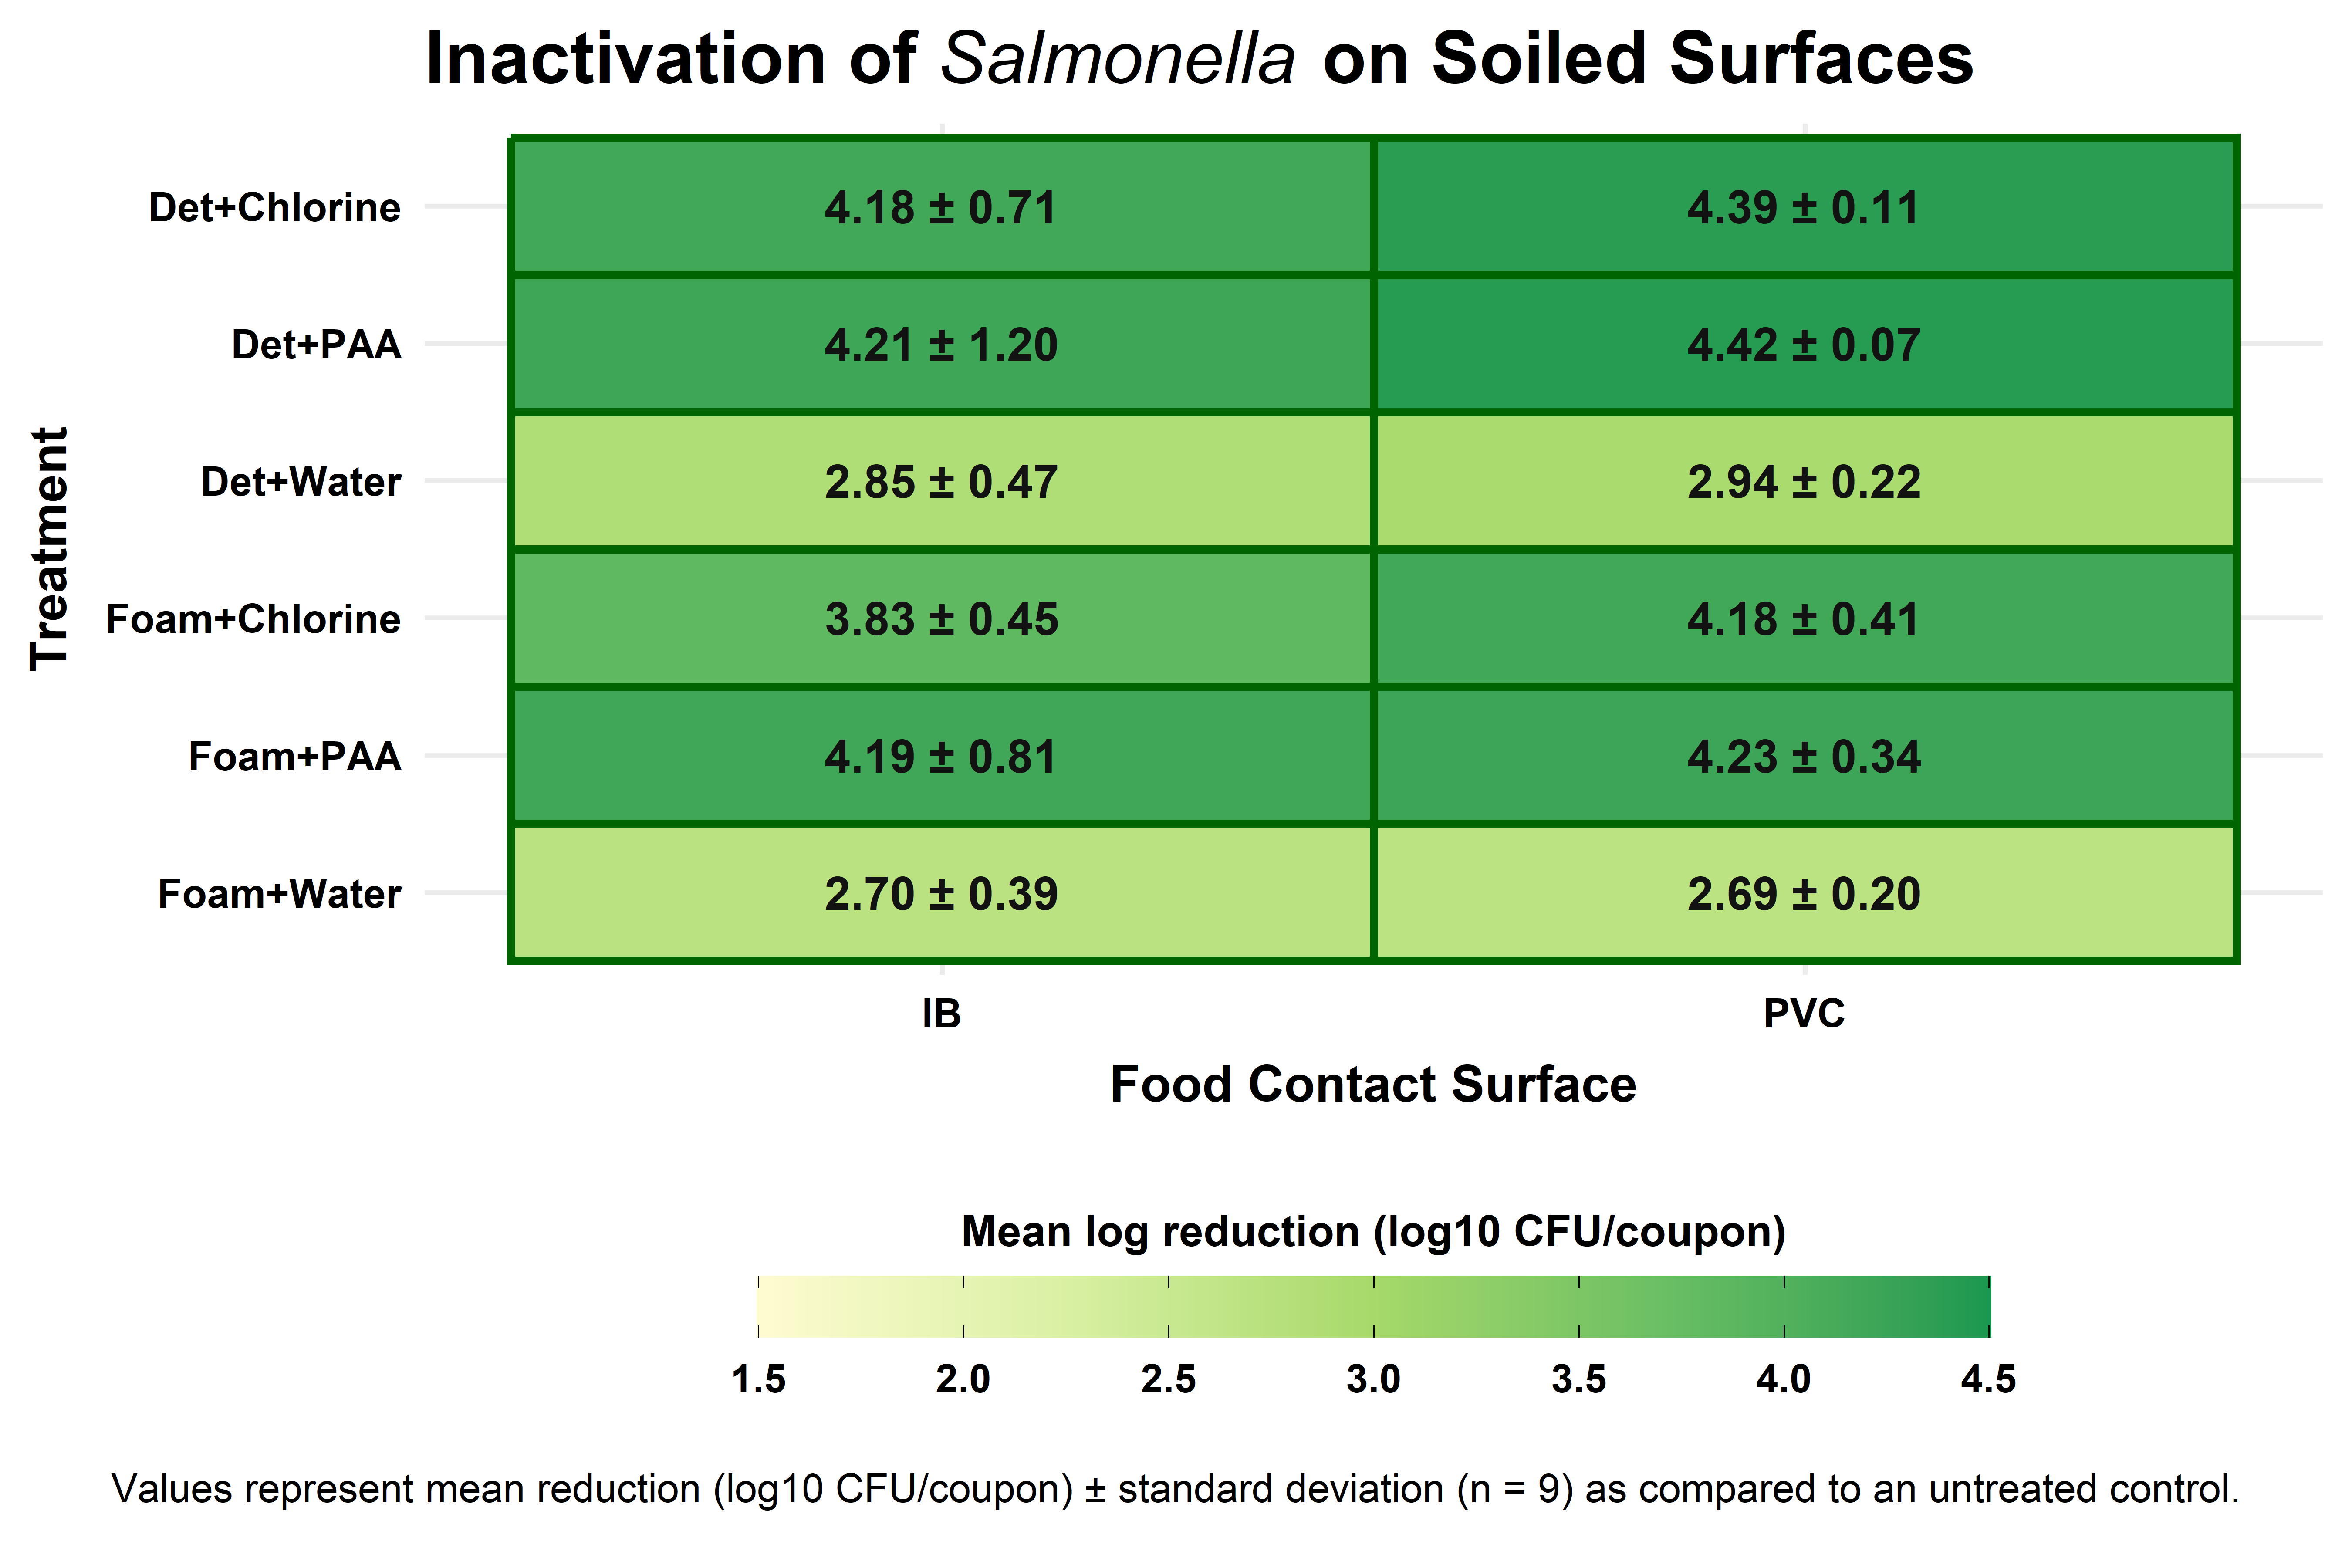 Inactivation of Salmonella on Soiled Surfaces
Treatment
Det+Chlorine 4.18 ± 0.71 4.39 ± 0.11
Det+PAA 4.21 ± 1.20 4.42 ± 0.07
Det+Water 2.85 ± 0.47 2.94 ± 0.22
Foam+Chlorine 3.83 ± 0.45 4.18 ± 0.41
Foam+PAA 4.19 ± 0.81 4.23 ± 0.34
Foam+Water 2.70 ± 0.39 2.69 ± 0.20
IB PVC
Food Contact Surface
Mean log reduction (log10 CFU/coupon)
1.5 2.0 2.5 3.0 3.5 4.0 4.5
Values represent mean reduction (log10 CFU/coupon) ± standard deviation (n = 9) as compared to an untreated control.